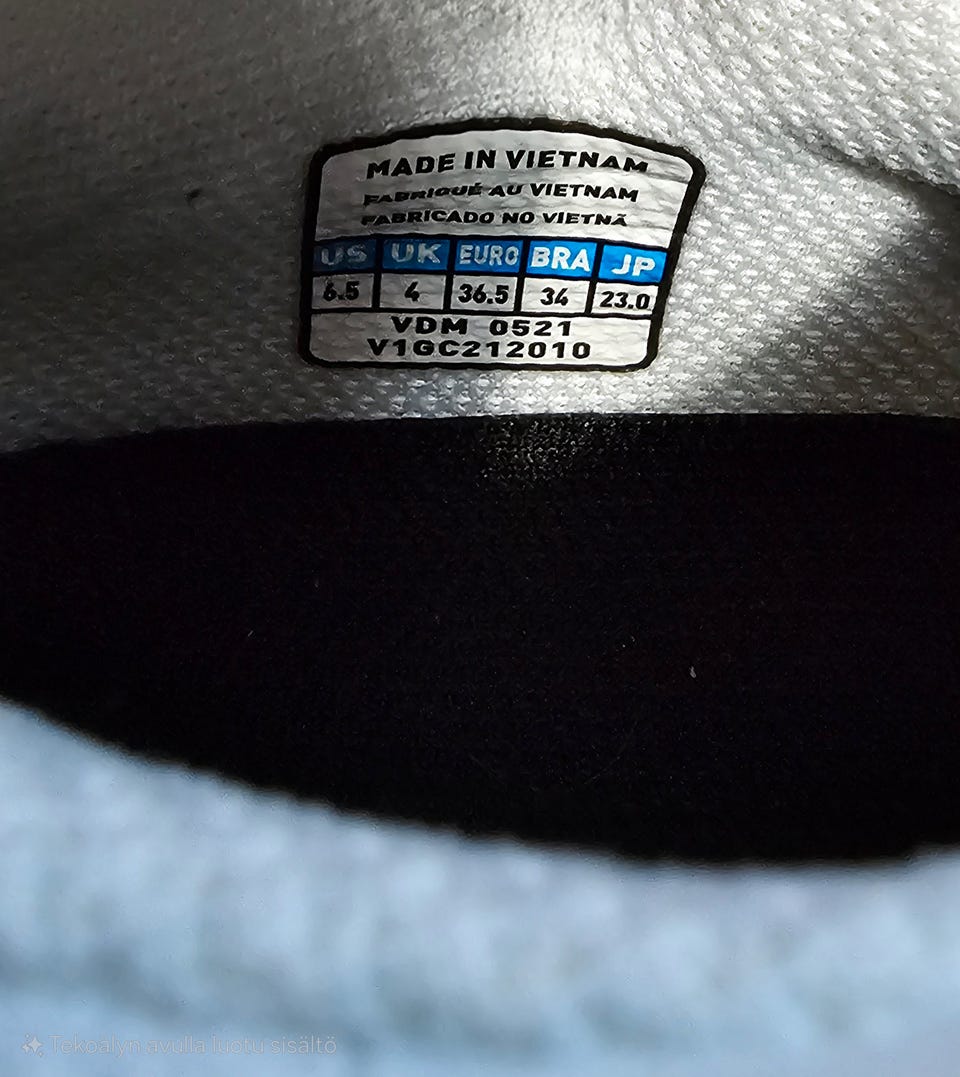 MADE IN VIETNAM
FABRIQUÉ AU VIETNAM
FABRICADO NO VIETNÃ
US UK EURO BRA JP
6.5 4 36.5 34 23.0
VDM 0521
V1GC212010
Tekoälyn avulla luotu sisältö